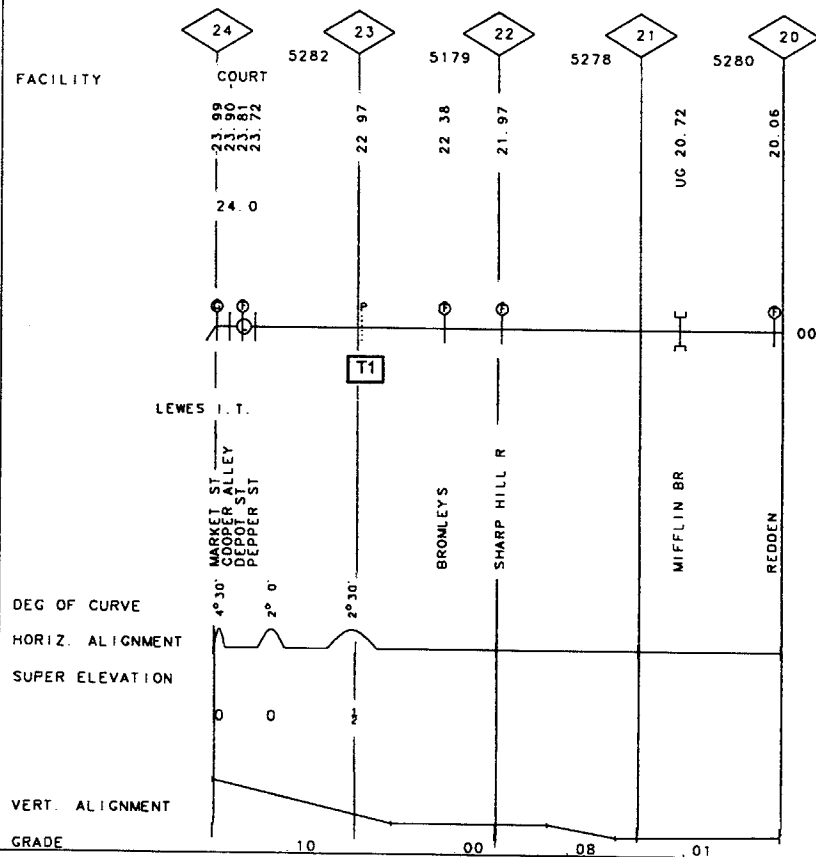 24 23 22 21 20
5282 5179 5278 5280
FACILITY COURT
23.99
23.90
23.81
23.72
22 97
22 38
21.97
UG 20.72
20.06
24.0
F P F F F
L 00
T1
LEWES I.T.
MARKET ST
COOPER ALLEY
DEPOT ST
PEPPER ST
BROMLEYS
SHARP HILL R
MIFFLIN BR
REDDEN
DEG OF CURVE 4°30' 2° 0' 2°30'
HORIZ. ALIGNMENT
SUPER ELEVATION
0 0 ½
VERT. ALIGNMENT
GRADE .10 .00 .08 .01